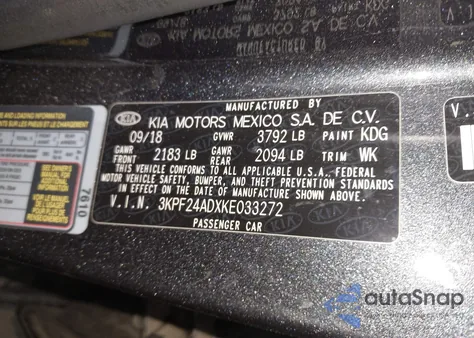 MANUFACTURED BY
KIA KIA MOTORS MEXICO S.A. DE C.V.
09/18 GVWR 3792 LB PAINT KDG
GAWR FRONT 2183 LB GAWR REAR 2094 LB TRIM WK
THIS VEHICLE CONFORMS TO ALL APPLICABLE U.S.A., FEDERAL
MOTOR VEHICLE SAFETY, BUMPER, AND THEFT PREVENTION STANDARDS
IN EFFECT ON THE DATE OF MANUFACTURE SHOWN ABOVE.
V.I.N. 3KPF24ADXKE033272
PASSENGER CAR
7610
V.
autoSnap